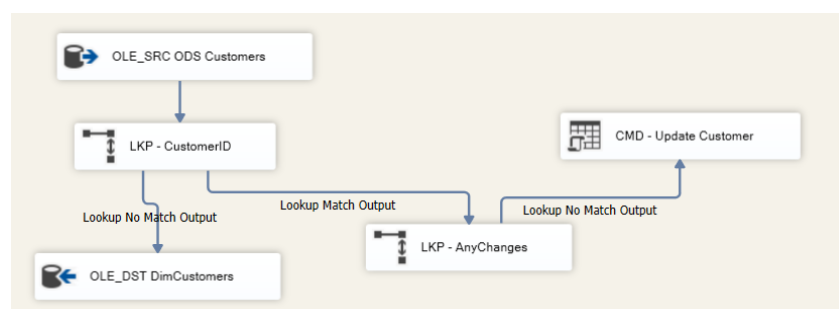 OLE_SRC ODS Customers
LKP - CustomerID
CMD - Update Customer
Lookup Match Output
Lookup No Match Output
Lookup No Match Output
LKP - AnyChanges
OLE_DST DimCustomers